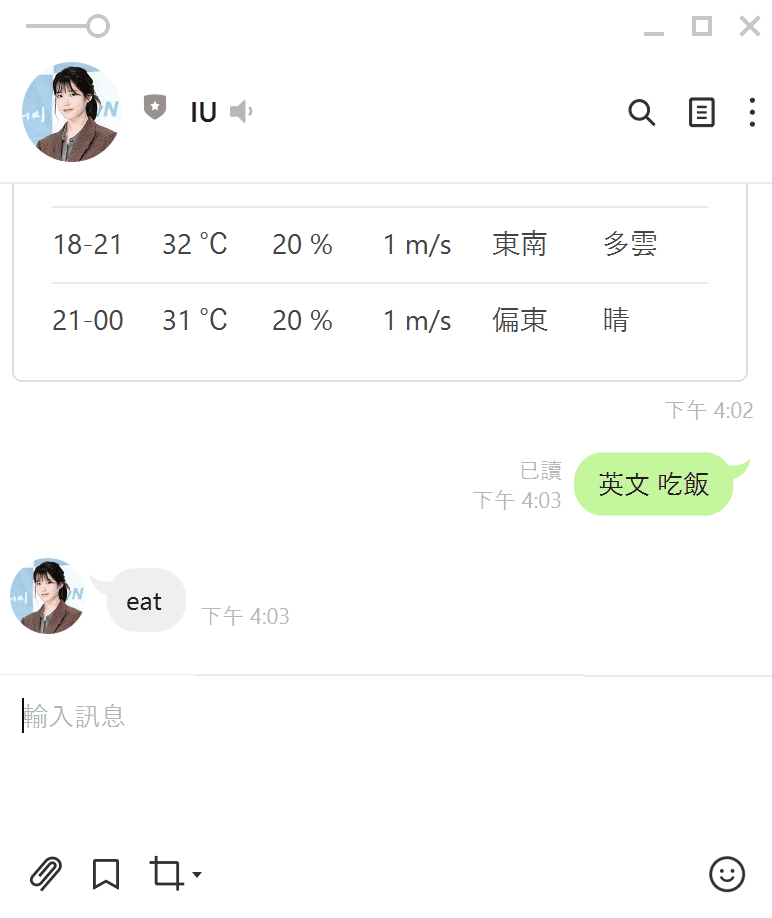 IU
18-21 32 °C 20 % 1 m/s 東南 多雲
21-00 31 °C 20 % 1 m/s 偏東 晴
下午 4:02
已讀
下午 4:03
英文 吃飯
eat
下午 4:03
輸入訊息